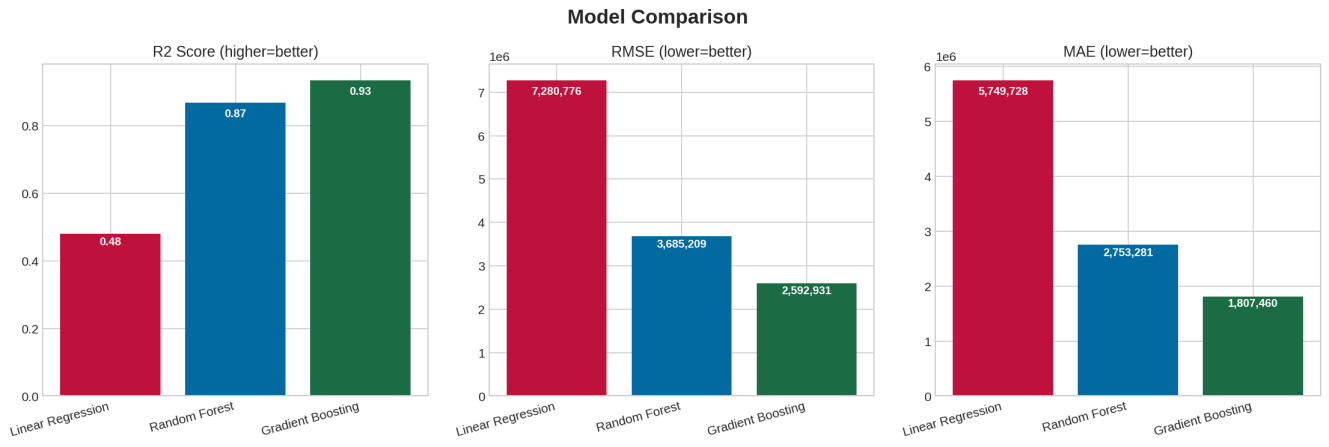 Model Comparison
R2 Score (higher=better)
0.8
0.6
0.4
0.2
0.0
0.48
0.87
0.93
Linear Regression
Random Forest
Gradient Boosting
RMSE (lower=better)
1e6
7
6
5
4
3
2
1
0
7,280,776
3,685,209
2,592,931
Linear Regression
Random Forest
Gradient Boosting
MAE (lower=better)
1e6
6
5
4
3
2
1
0
5,749,728
2,753,281
1,807,460
Linear Regression
Random Forest
Gradient Boosting